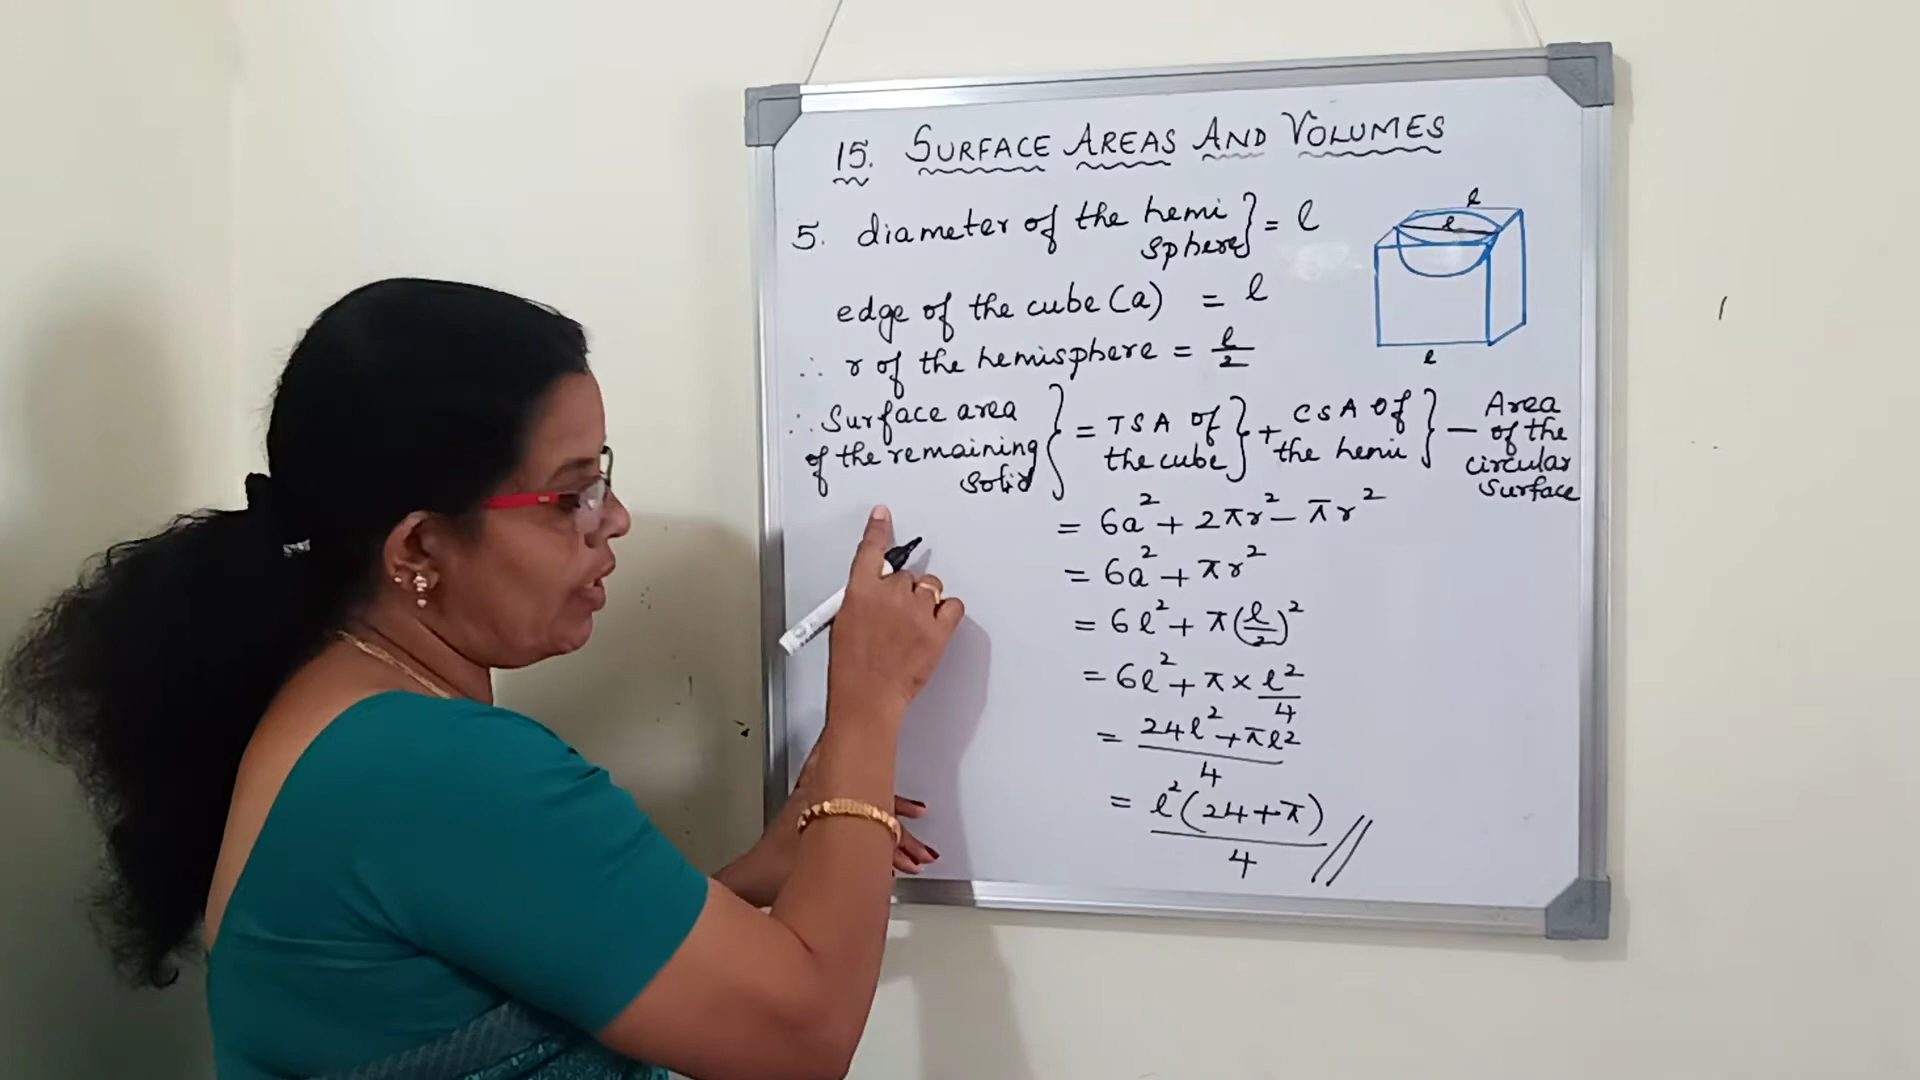 15. SURFACE AREAS AND VOLUMES
5. diameter of the hemi sphere } = l
edge of the cube (a) = l
∴ r of the hemisphere = l/2
∴ Surface area of the remaining solid } = TSA of the cube } + CSA of the hemi } − Area of the circular surface
= 6a² + 2πr² − πr²
= 6a² + πr²
= 6l² + π(l/2)²
= 6l² + π × l²/4
= 24l² + πl² / 4
= l²(24 + π) / 4 //
l
l
l